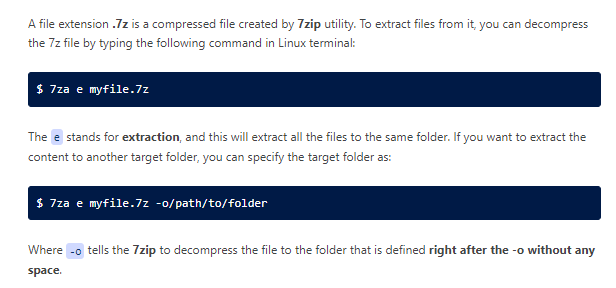 A file extension .7z is a compressed file created by 7zip utility. To extract files from it, you can decompress
the 7z file by typing the following command in Linux terminal:
$ 7za e myfile.7z
The e stands for extraction, and this will extract all the files to the same folder. If you want to extract the
content to another target folder, you can specify the target folder as:
$ 7za e myfile.7z -o/path/to/folder
Where -o tells the 7zip to decompress the file to the folder that is defined right after the -o without any
space.